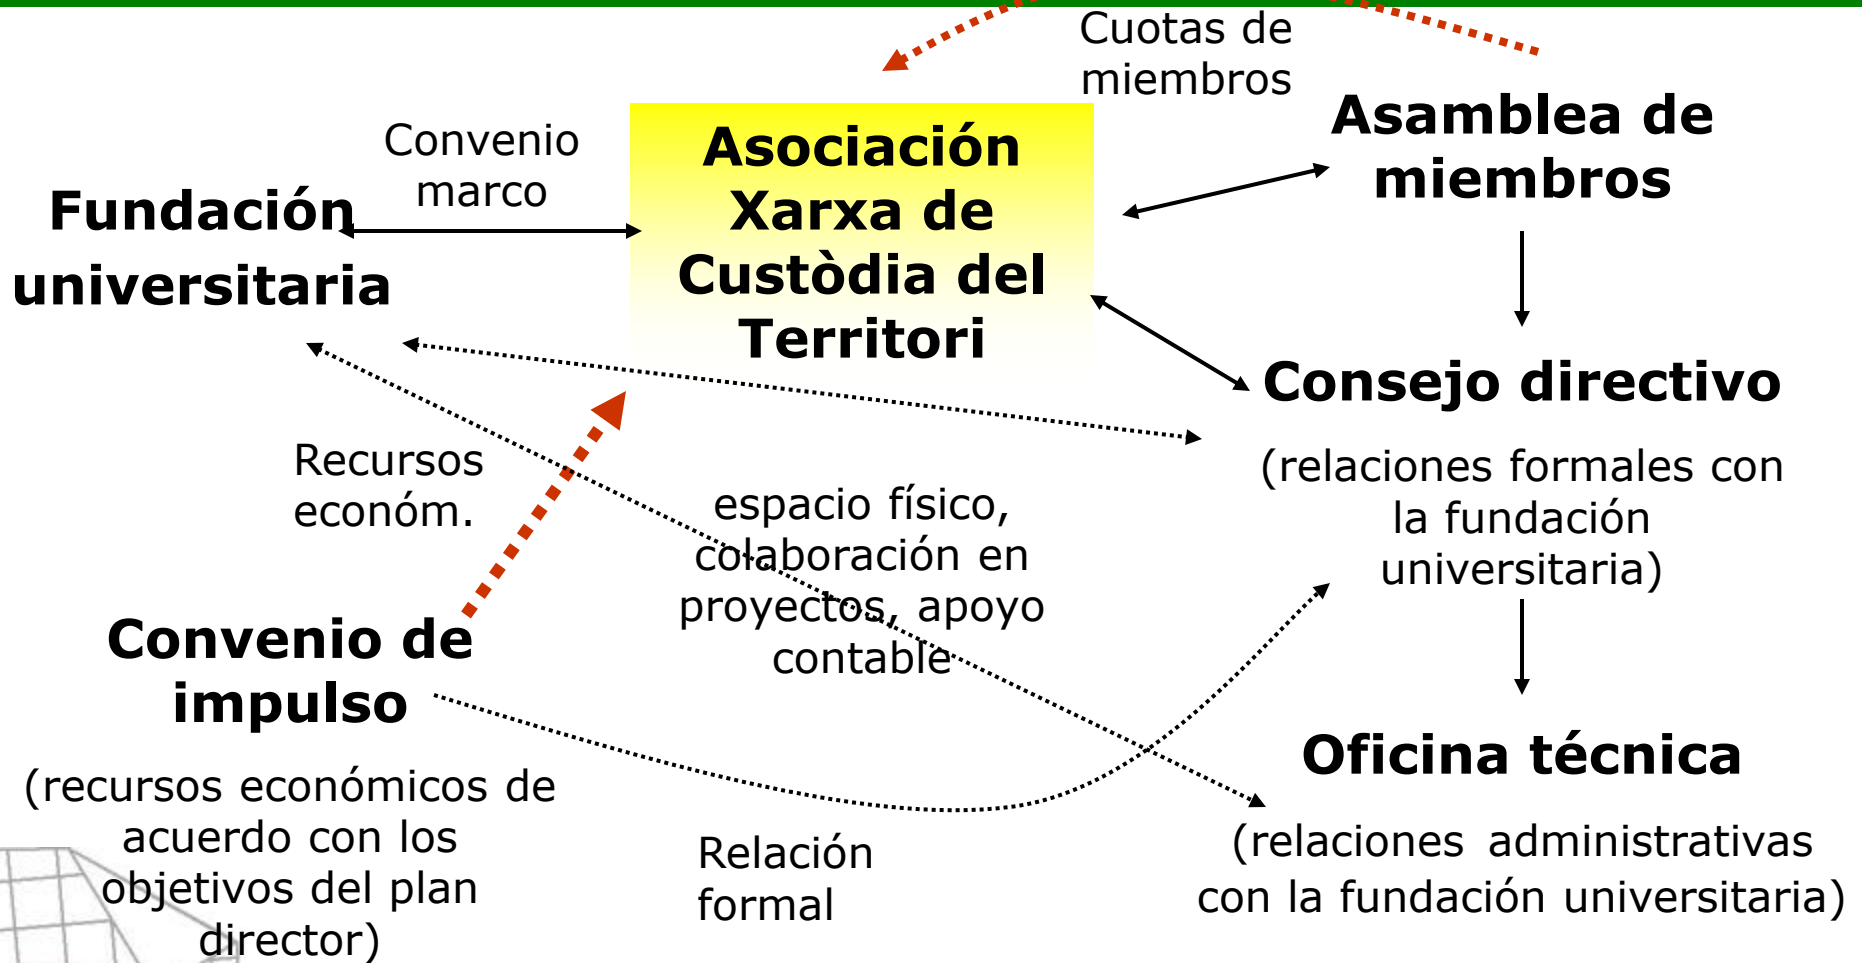 Cuotas de
miembros
Asamblea de
miembros
Convenio
marco
Asociación
Xarxa de
Custòdia del
Territori
Fundación
universitaria
Consejo directivo
(relaciones formales con
la fundación
universitaria)
Recursos
económ.
espacio físico,
colaboración en
proyectos, apoyo
contable
Convenio de
impulso
(recursos económicos de
acuerdo con los
objetivos del plan
director)
Relación
formal
Oficina técnica
(relaciones administrativas
con la fundación universitaria)